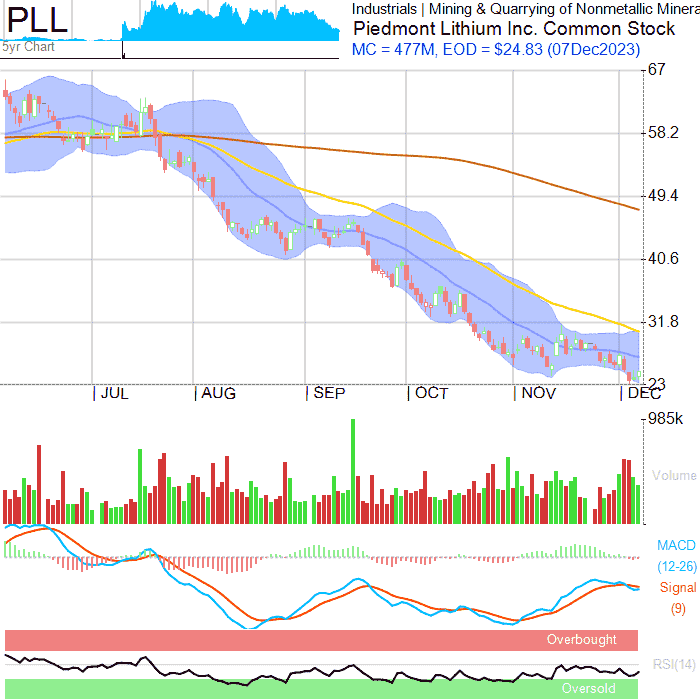 PLL
5yr Chart
Industrials | Mining & Quarrying of Nonmetallic Minera
Piedmont Lithium Inc. Common Stock
MC = 477M, EOD = $24.83 (07Dec2023)
67
58.2
49.4
40.6
31.8
23
JUL
AUG
SEP
OCT
NOV
DEC
985k
Volume
MACD
(12-26)
Signal
(9)
Overbought
RSI(14)
Oversold